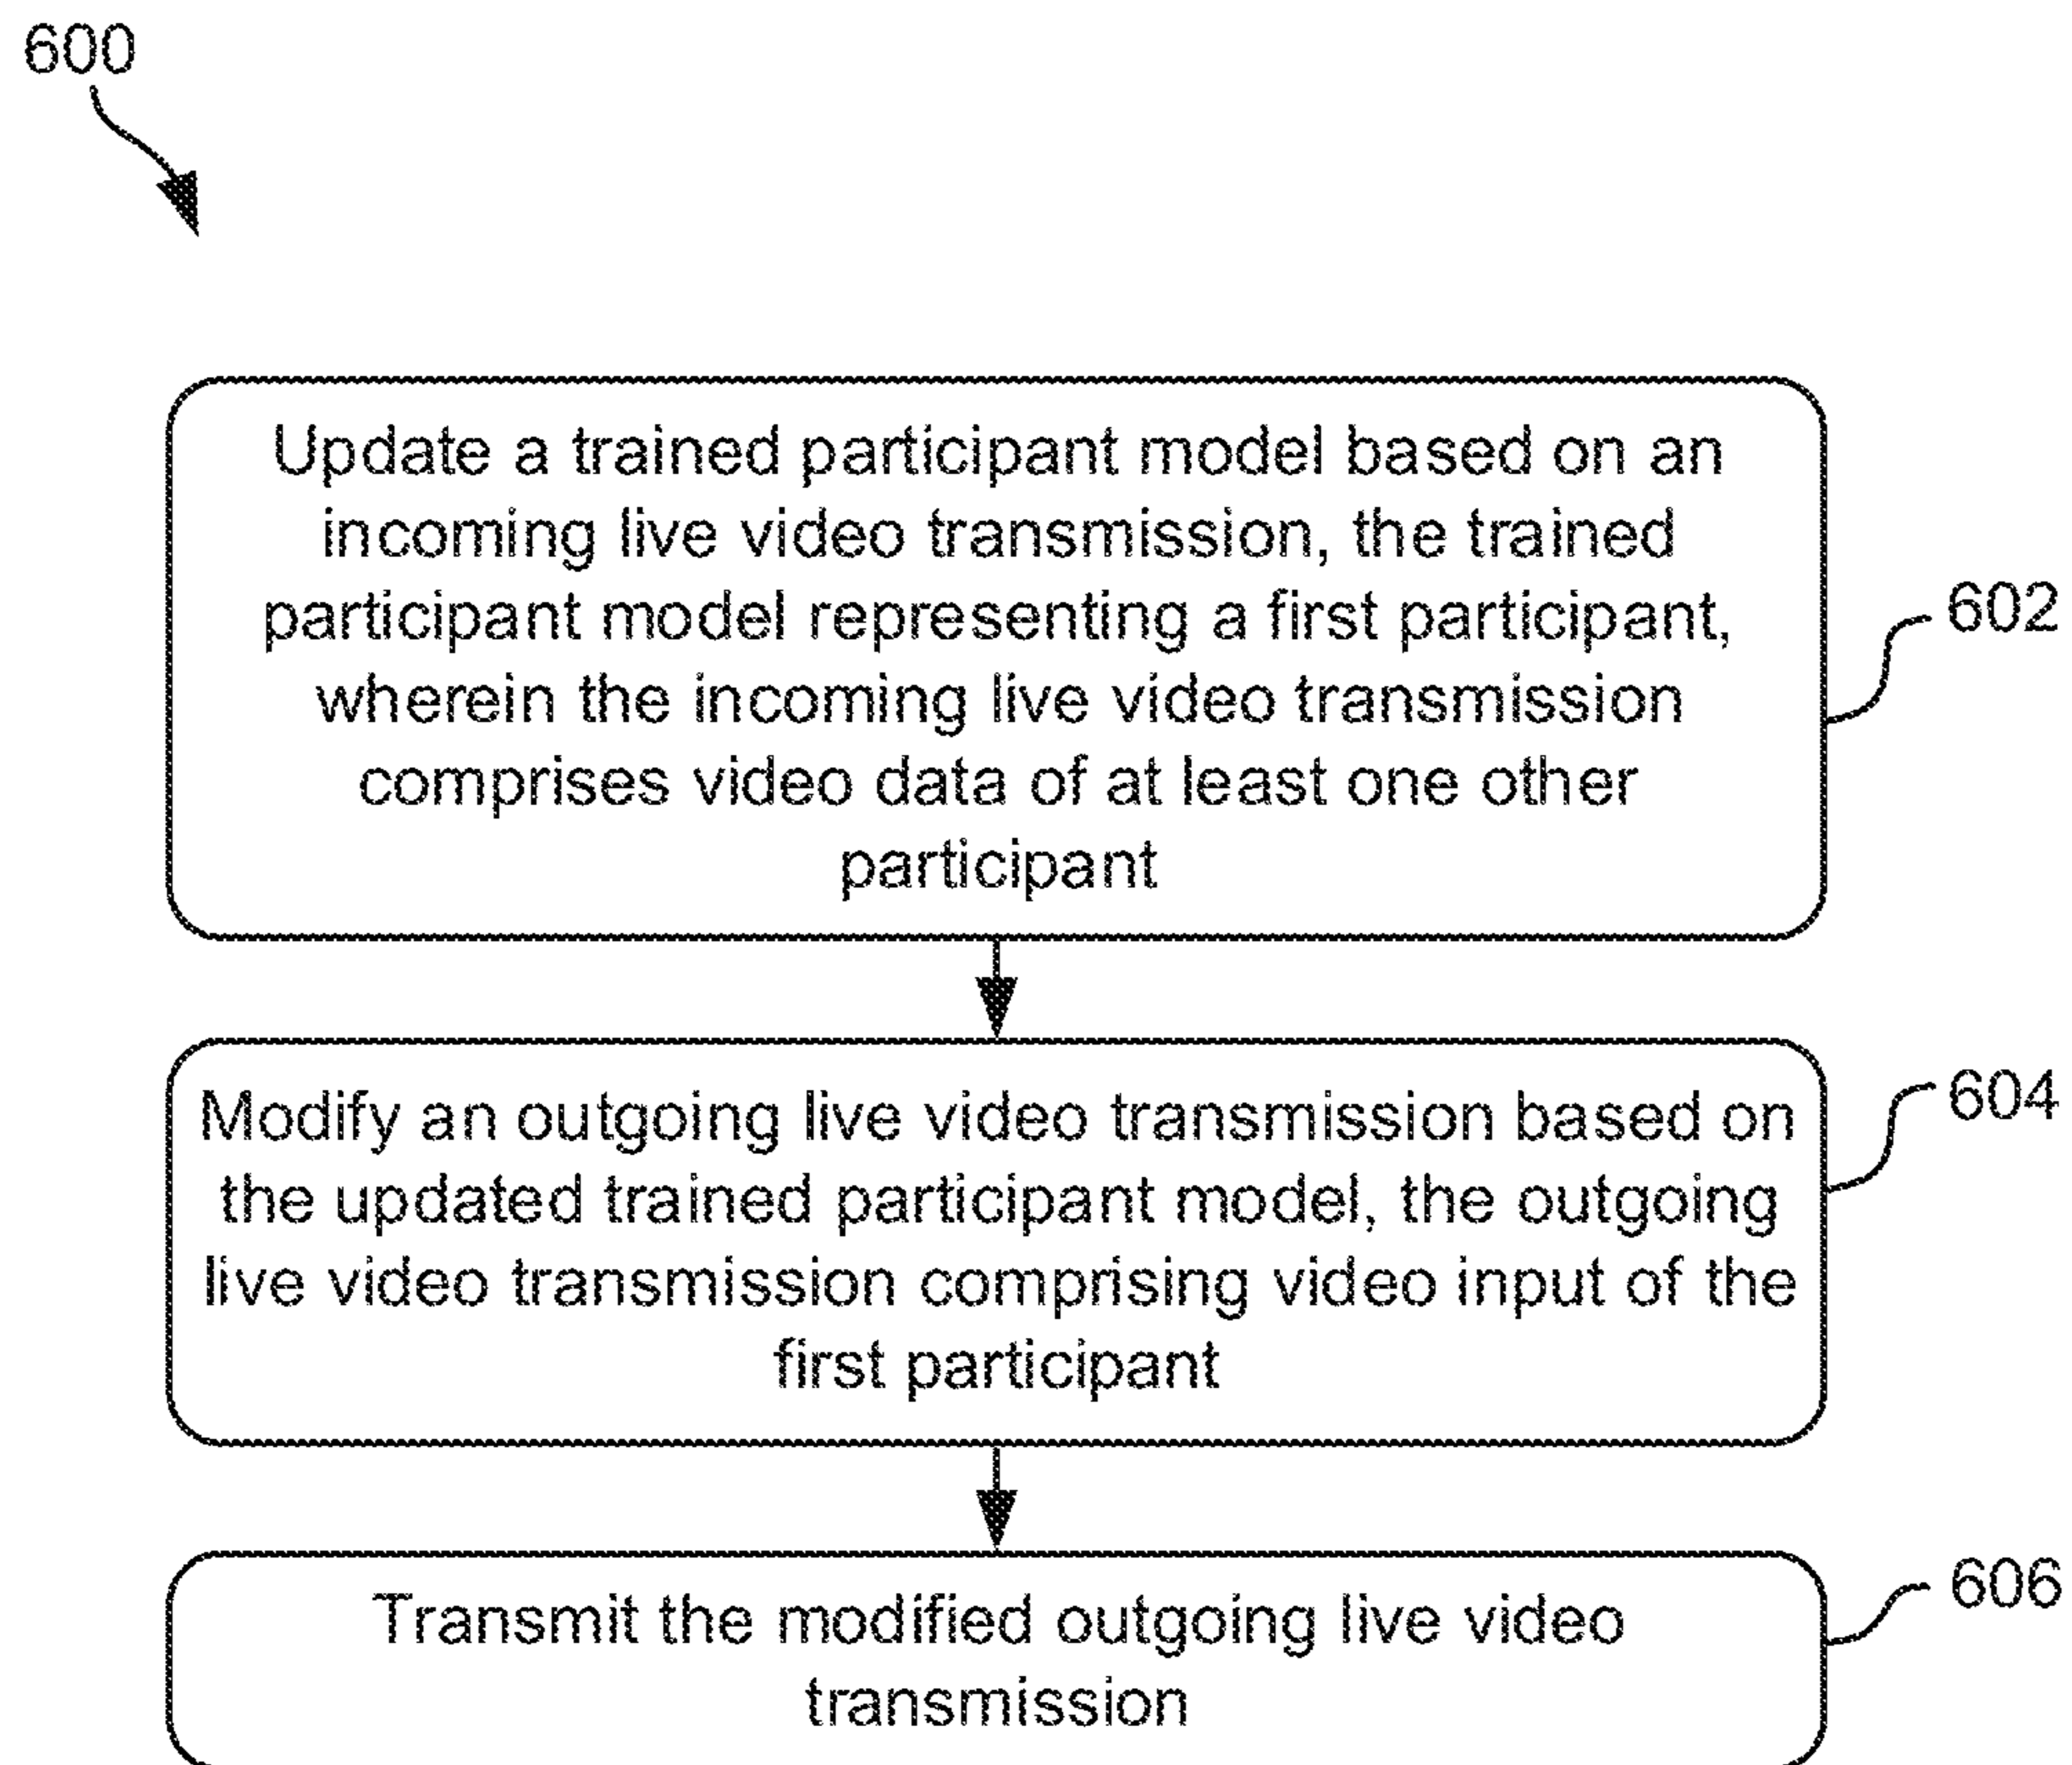 600
Update a trained participant model based on an
incoming live video transmission, the trained
participant model representing a first participant,
wherein the incoming live video transmission
comprises video data of at least one other
participant
602
Modify an outgoing live video transmission based on
the updated trained participant model, the outgoing
live video transmission comprising video input of the
first participant
604
Transmit the modified outgoing live video
transmission
606